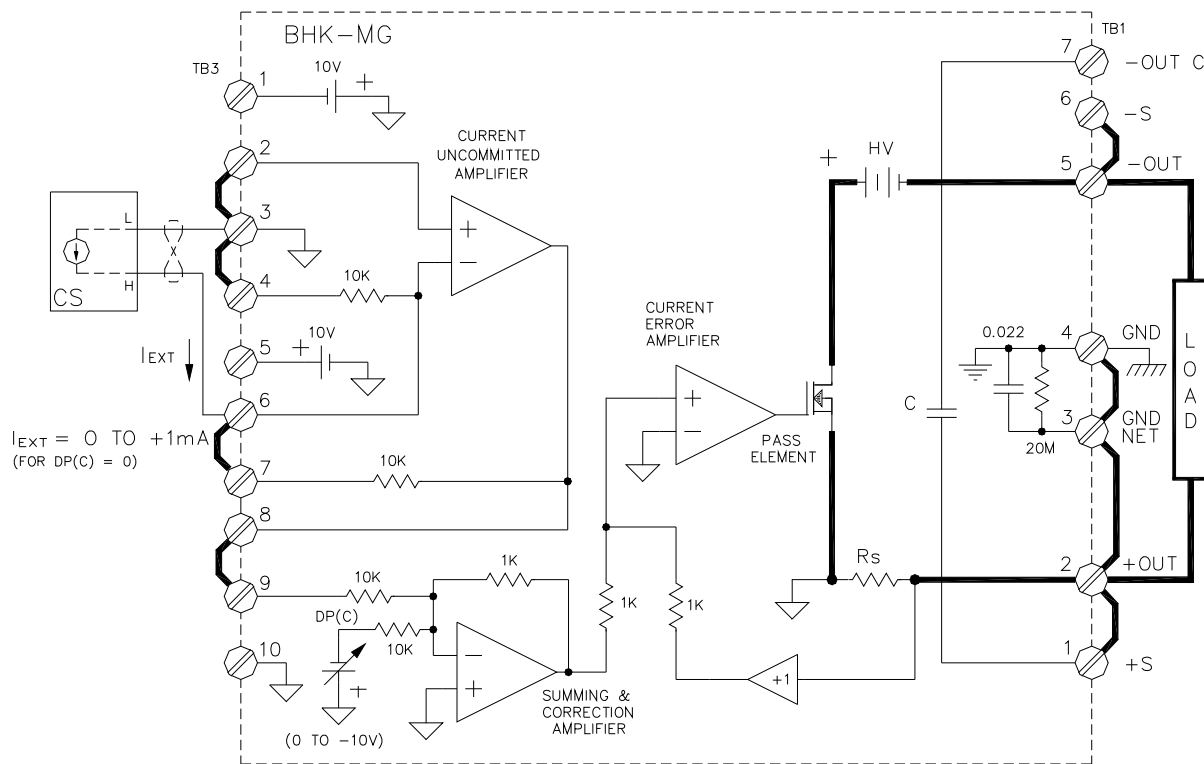 BHK-MG
TB1
TB3
1
10V
+
7
-OUT C
6
-S
CURRENT
UNCOMMITTED
AMPLIFIER
2
+
HV
5
-OUT
L
3
+
-
H
4
10K
CS
CURRENT
ERROR
AMPLIFIER
0.022
4
GND
LOAD
5
+
10V
IEXT
6
+
-
C
3
GND
NET
20M
PASS
ELEMENT
IEXT = 0 TO +1mA
(FOR DP(C) = 0)
7
10K
8
1K
Rs
2
+OUT
9
10K
1K
1K
DP(C)
10K
10
-
+
+
+1
1
+S
SUMMING &
CORRECTION
AMPLIFIER
(0 TO -10V)